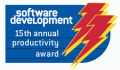 software
development
15th annual
productivity
award